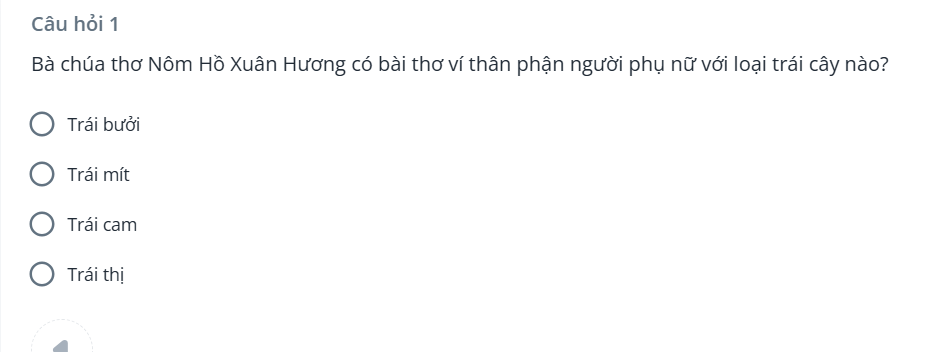 Câu hỏi 1
Bà chúa thơ Nôm Hồ Xuân Hương có bài thơ ví thân phận người phụ nữ với loại trái cây nào?
Trái bưởi
Trái mít
Trái cam
Trái thị